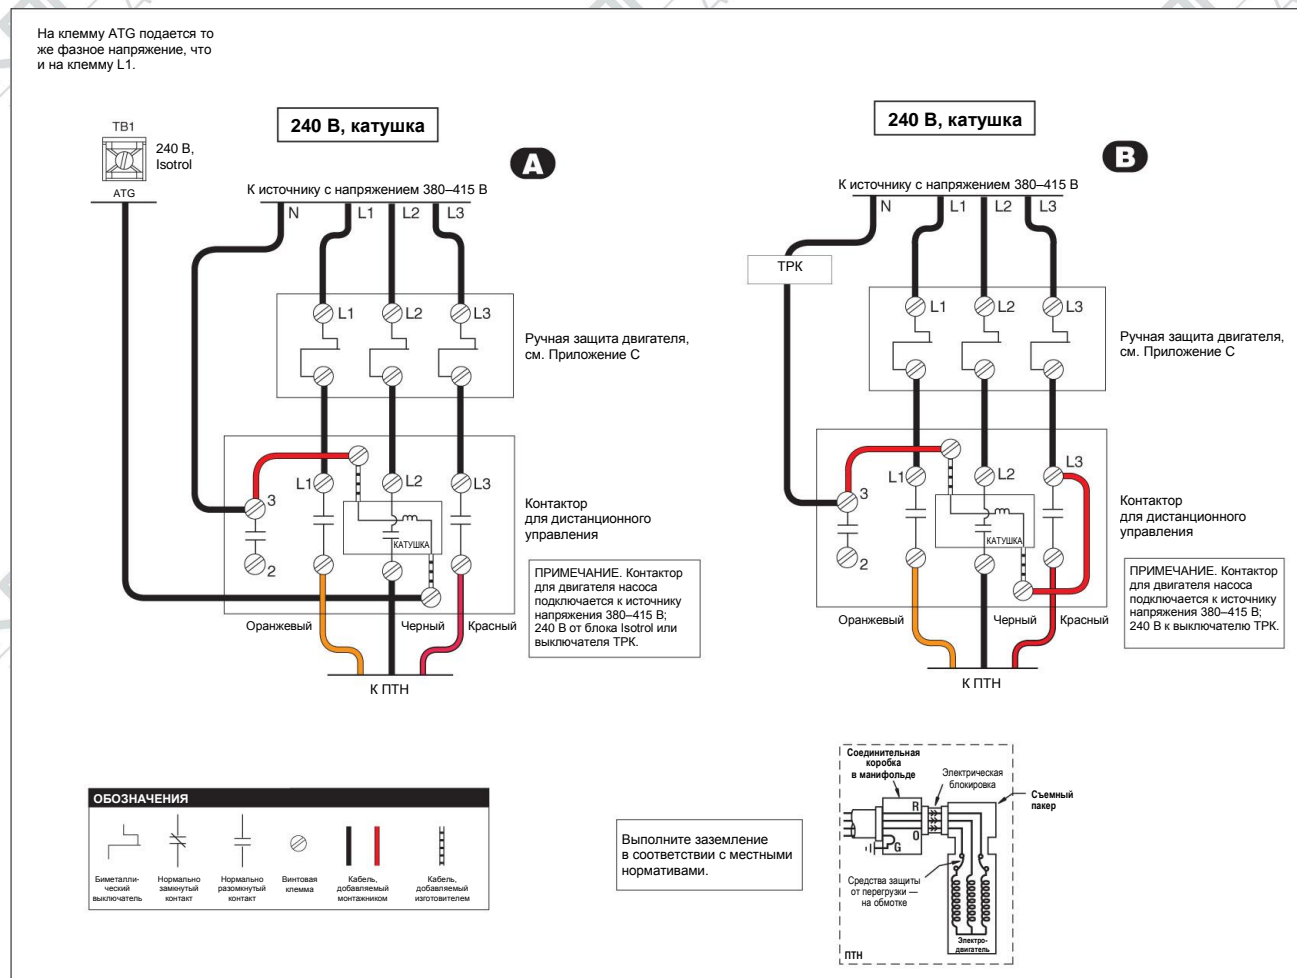 На клемму ATG подается то
же фазное напряжение, что
и на клемму L1.
240 В, катушка
TB1
240 В,
Isotrol
ATG
A
К источнику с напряжением 380–415 В
N
L1
L2
L3
L1
L2
L3
Ручная защита двигателя,
см. Приложение С
3
L1
L2
L3
КАТУШКА
2
Контактор
для дистанционного
управления
ПРИМЕЧАНИЕ. Контактор
для двигателя насоса
подключается к источнику
напряжения 380–415 В;
240 В от блока Isotrol или
выключателя ТРК.
Оранжевый
Черный
Красный
К ПТН
240 В, катушка
B
К источнику с напряжением 380–415 В
N
L1
L2
L3
ТРК
L1
L2
L3
Ручная защита двигателя,
см. Приложение С
3
L1
L2
L3
КАТУШКА
2
Контактор
для дистанционного
управления
ПРИМЕЧАНИЕ. Контактор
для двигателя насоса
подключается к источнику
напряжения 380–415 В;
240 В к выключателю ТРК.
Оранжевый
Черный
Красный
К ПТН
ОБОЗНАЧЕНИЯ
Биметалли-
ческий
выключатель
Нормально
замкнутый
контакт
Нормально
разомкнутый
контакт
Винтовая
клемма
Кабель,
добавляемый
монтажником
Кабель,
добавляемый
изготовителем
Выполните заземление
в соответствии с местными
нормативами.
Соединительная
коробка
в манифольде
Электрическая
блокировка
Съемный
пакер
R
O
G
Средства защиты
от перегрузки —
на обмотке
Электро-
двигатель
ПТН